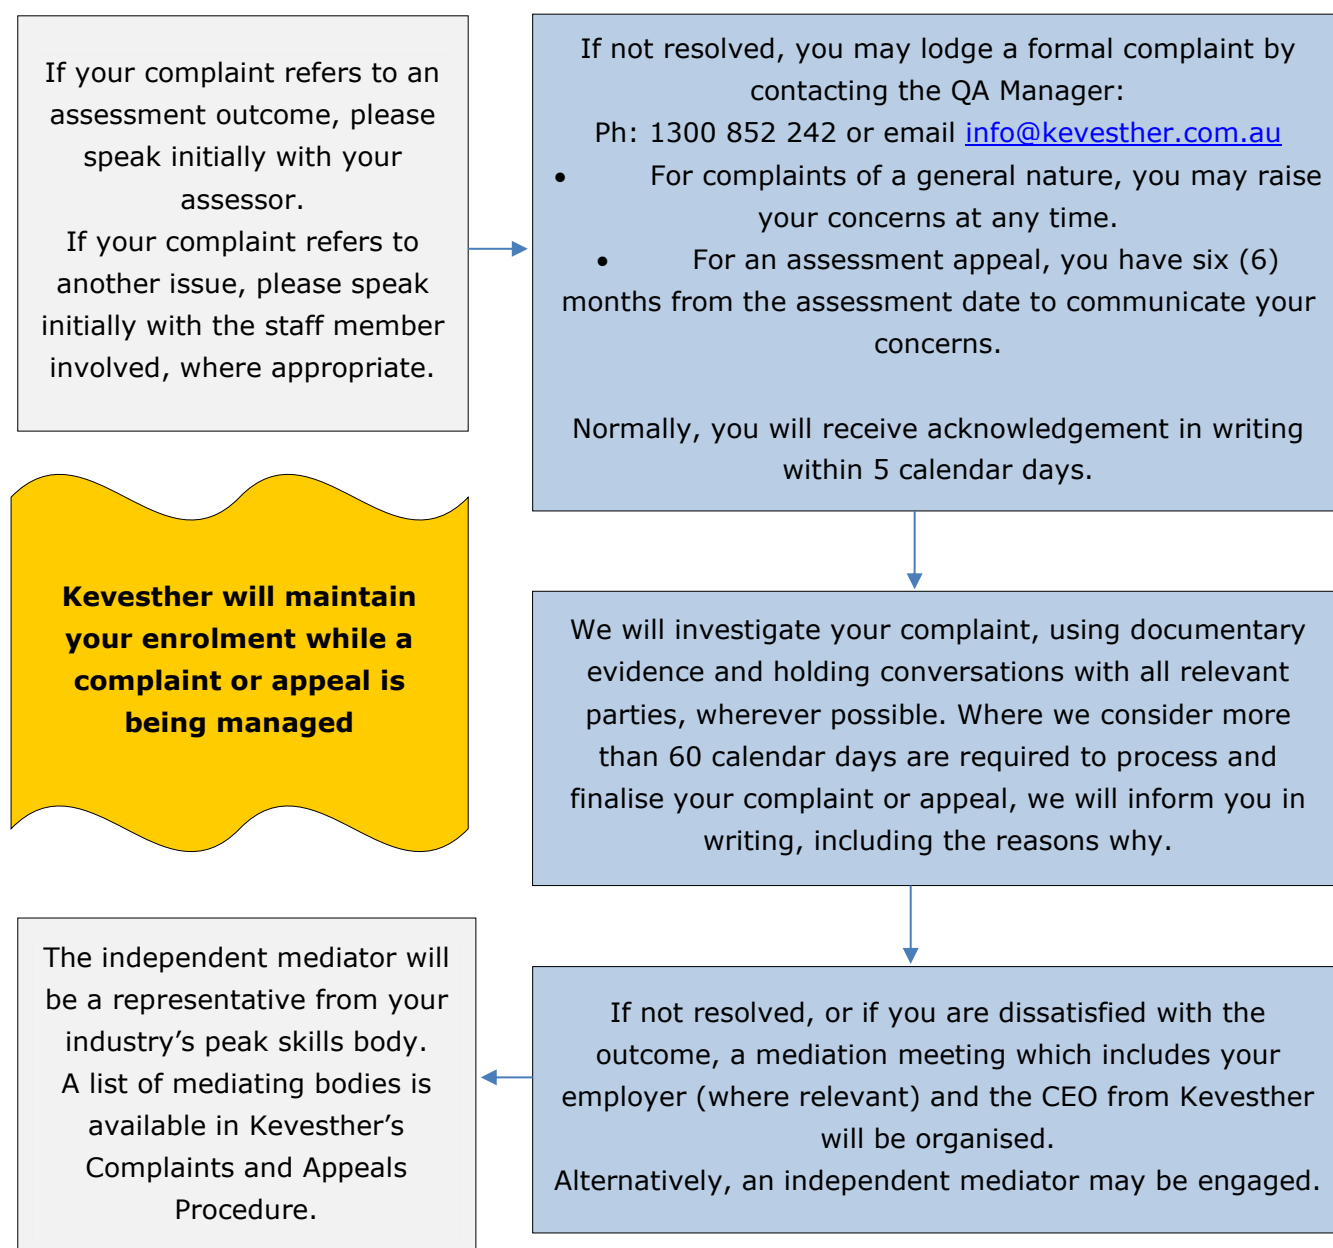 If your complaint refers to an
assessment outcome, please
speak initially with your
assessor.
If your complaint refers to
another issue, please speak
initially with the staff member
involved, where appropriate.
If not resolved, you may lodge a formal complaint by
contacting the QA Manager:
Ph: 1300 852 242 or email info@kevesther.com.au
• For complaints of a general nature, you may raise
your concerns at any time.
• For an assessment appeal, you have six (6)
months from the assessment date to communicate your
concerns.
Normally, you will receive acknowledgement in writing
within 5 calendar days.
Kevesther will maintain
your enrolment while a
complaint or appeal is
being managed
We will investigate your complaint, using documentary
evidence and holding conversations with all relevant
parties, wherever possible. Where we consider more
than 60 calendar days are required to process and
finalise your complaint or appeal, we will inform you in
writing, including the reasons why.
If not resolved, or if you are dissatisfied with the
outcome, a mediation meeting which includes your
employer (where relevant) and the CEO from Kevesther
will be organised.
Alternatively, an independent mediator may be engaged.
The independent mediator will
be a representative from your
industry’s peak skills body.
A list of mediating bodies is
available in Kevesther’s
Complaints and Appeals
Procedure.